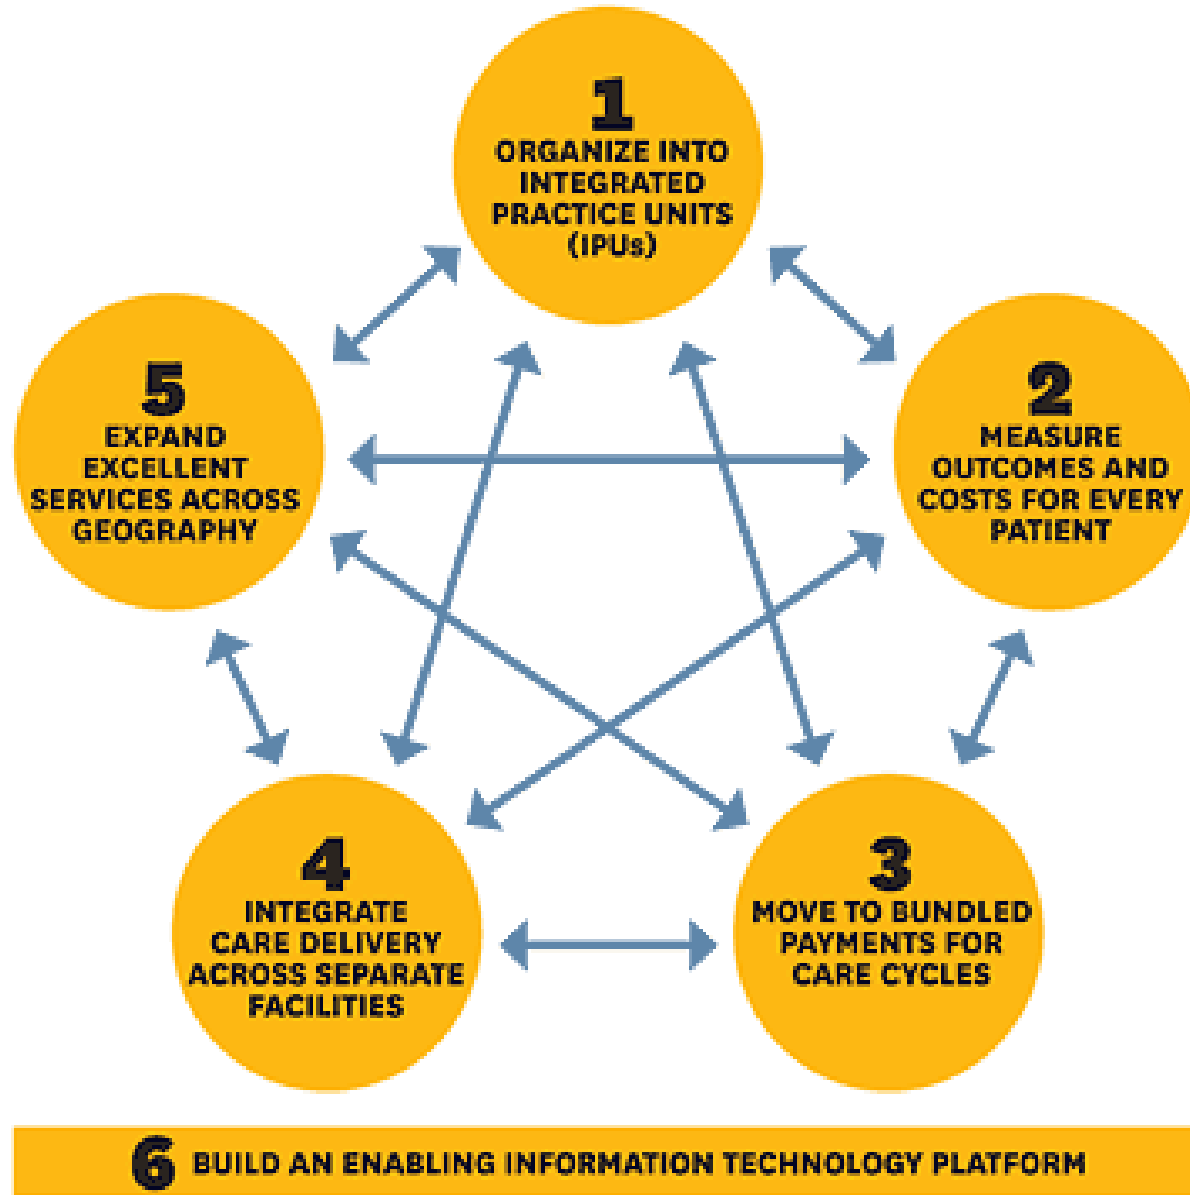 1
ORGANIZE INTO
INTEGRATED
PRACTICE UNITS
(IPUs)
2
MEASURE
OUTCOMES AND
COSTS FOR EVERY
PATIENT
3
MOVE TO BUNDLED
PAYMENTS FOR
CARE CYCLES
4
INTEGRATE
CARE DELIVERY
ACROSS SEPARATE
FACILITIES
5
EXPAND
EXCELLENT
SERVICES ACROSS
GEOGRAPHY
6 BUILD AN ENABLING INFORMATION TECHNOLOGY PLATFORM